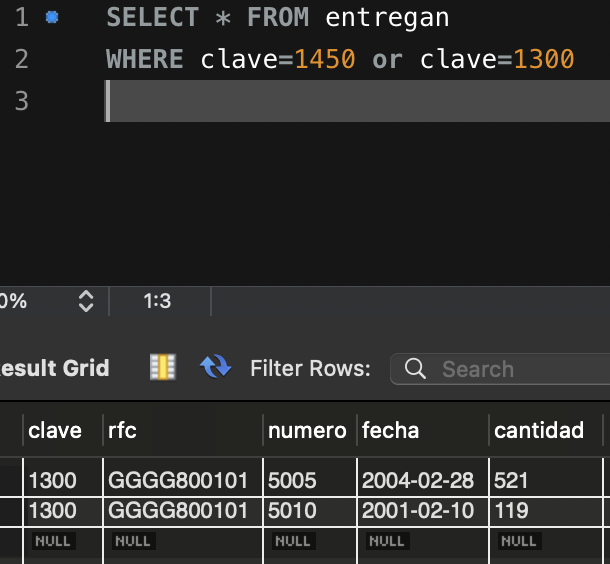 1 SELECT * FROM entregan
2 WHERE clave=1450 or clave=1300
3
0% 1:3
esult Grid Filter Rows: Search
clave rfc numero fecha cantidad
1300 GGGG800101 5005 2004-02-28 521
1300 GGGG800101 5010 2001-02-10 119
NULL NULL NULL NULL NULL